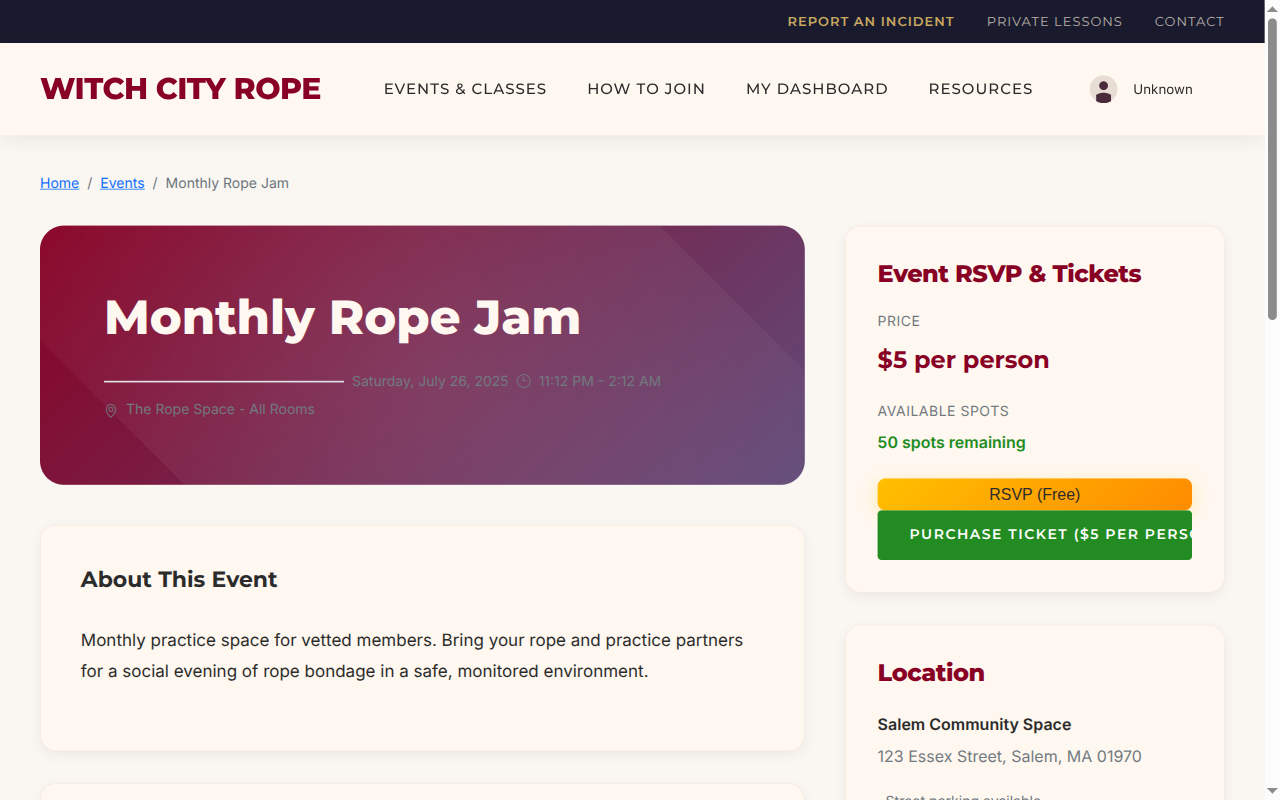 REPORT AN INCIDENT PRIVATE LESSONS CONTACT
WITCH CITY ROPE EVENTS & CLASSES HOW TO JOIN MY DASHBOARD RESOURCES Unknown
Home / Events / Monthly Rope Jam
Monthly Rope Jam
Saturday, July 26, 2025 11:12 PM - 2:12 AM
The Rope Space - All Rooms
About This Event
Monthly practice space for vetted members. Bring your rope and practice partners
for a social evening of rope bondage in a safe, monitored environment.
Event RSVP & Tickets
PRICE
$5 per person
AVAILABLE SPOTS
50 spots remaining
RSVP (Free)
PURCHASE TICKET ($5 PER PERSO
Location
Salem Community Space
123 Essex Street, Salem, MA 01970
Street parking available